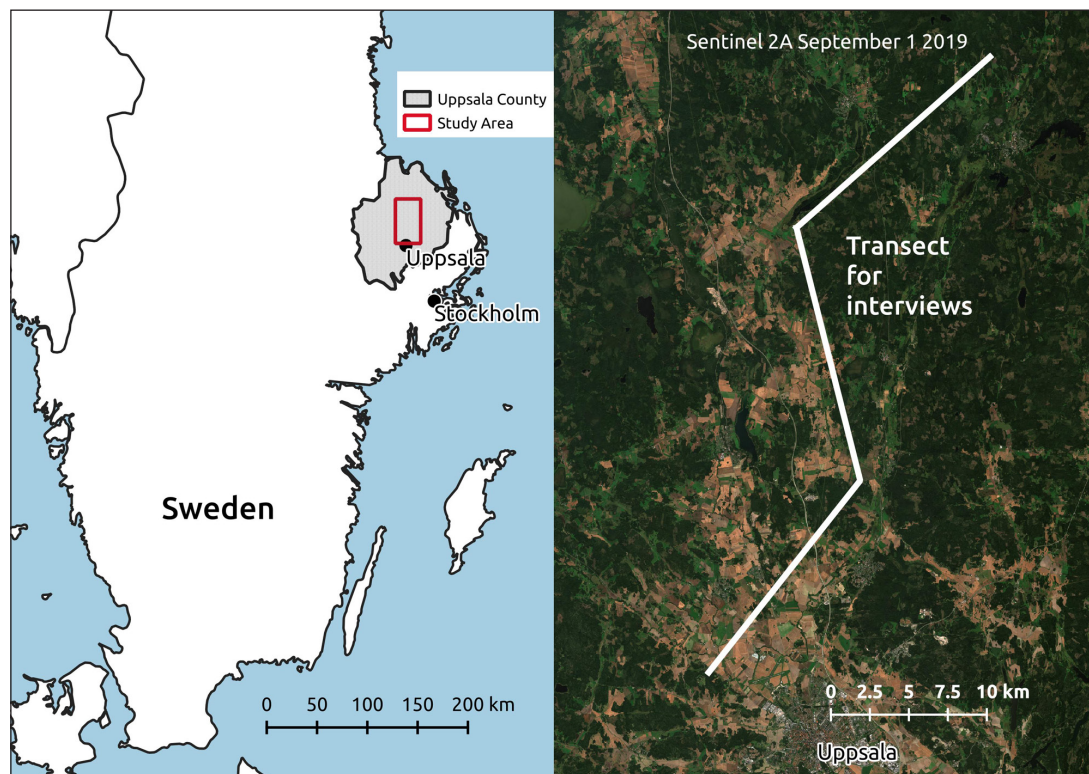 Uppsala County
Study Area
Uppsala
Stockholm
Sweden
0 50 100 150 200 km
Sentinel 2A September 1 2019
Transect
for
interviews
0 2.5 5 7.5 10 km
Uppsala